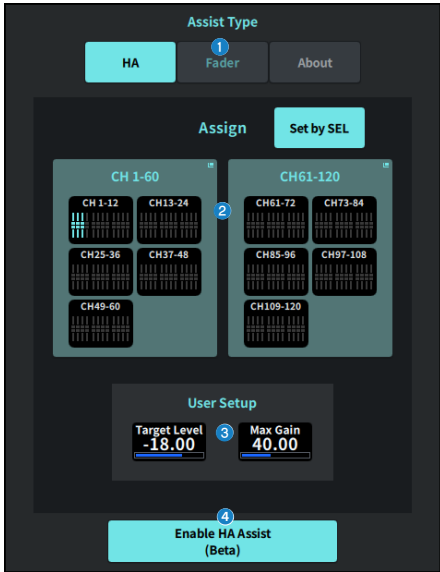 Assist Type
1
HA Fader About
Assign Set by SEL
CH 1-60 CH61-120
2
CH 1-12 CH13-24 CH61-72 CH73-84
CH25-36 CH37-48 CH85-96 CH97-108
CH49-60 CH109-120
User Setup
Target Level 3 Max Gain
-18.00 40.00
4
Enable HA Assist
(Beta)